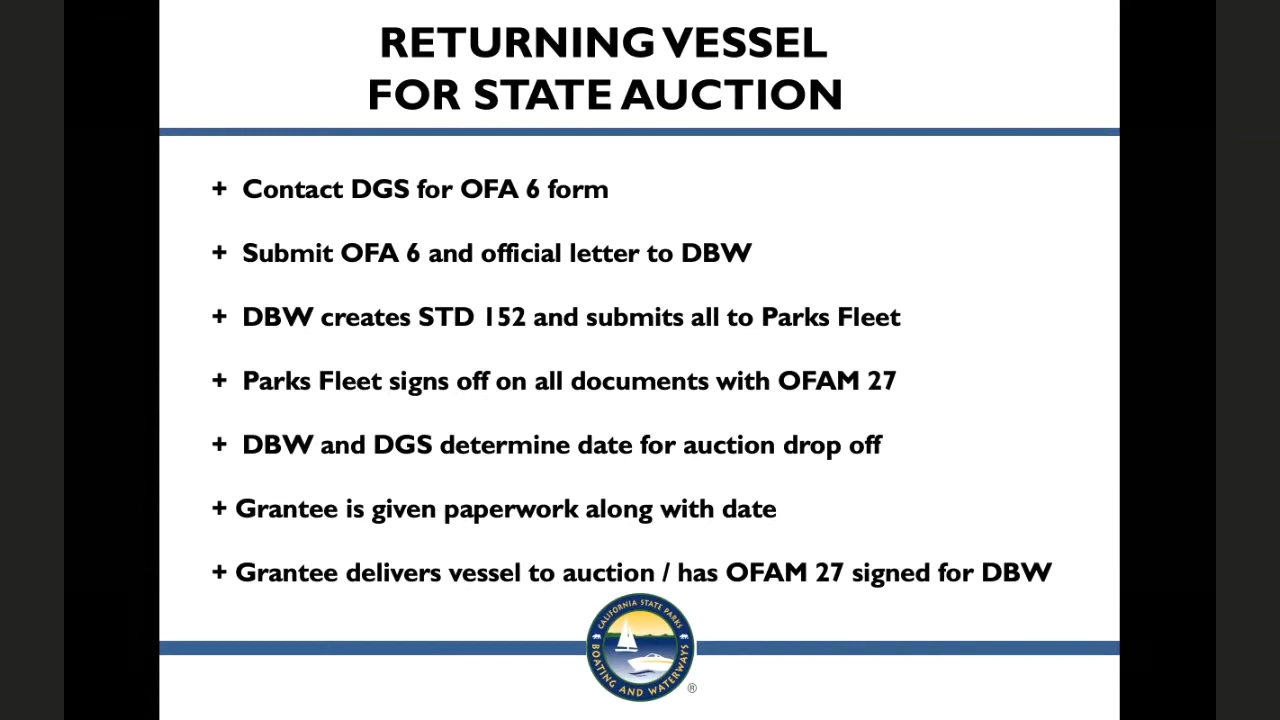 RETURNING VESSEL
FOR STATE AUCTION
+ Contact DGS for OFA 6 form
+ Submit OFA 6 and official letter to DBW
+ DBW creates STD 152 and submits all to Parks Fleet
+ Parks Fleet signs off on all documents with OFAM 27
+ DBW and DGS determine date for auction drop off
+ Grantee is given paperwork along with date
+ Grantee delivers vessel to auction / has OFAM 27 signed for DBW
CALIFORNIA STATE PARKS
BOATING AND WATERWAYS
®